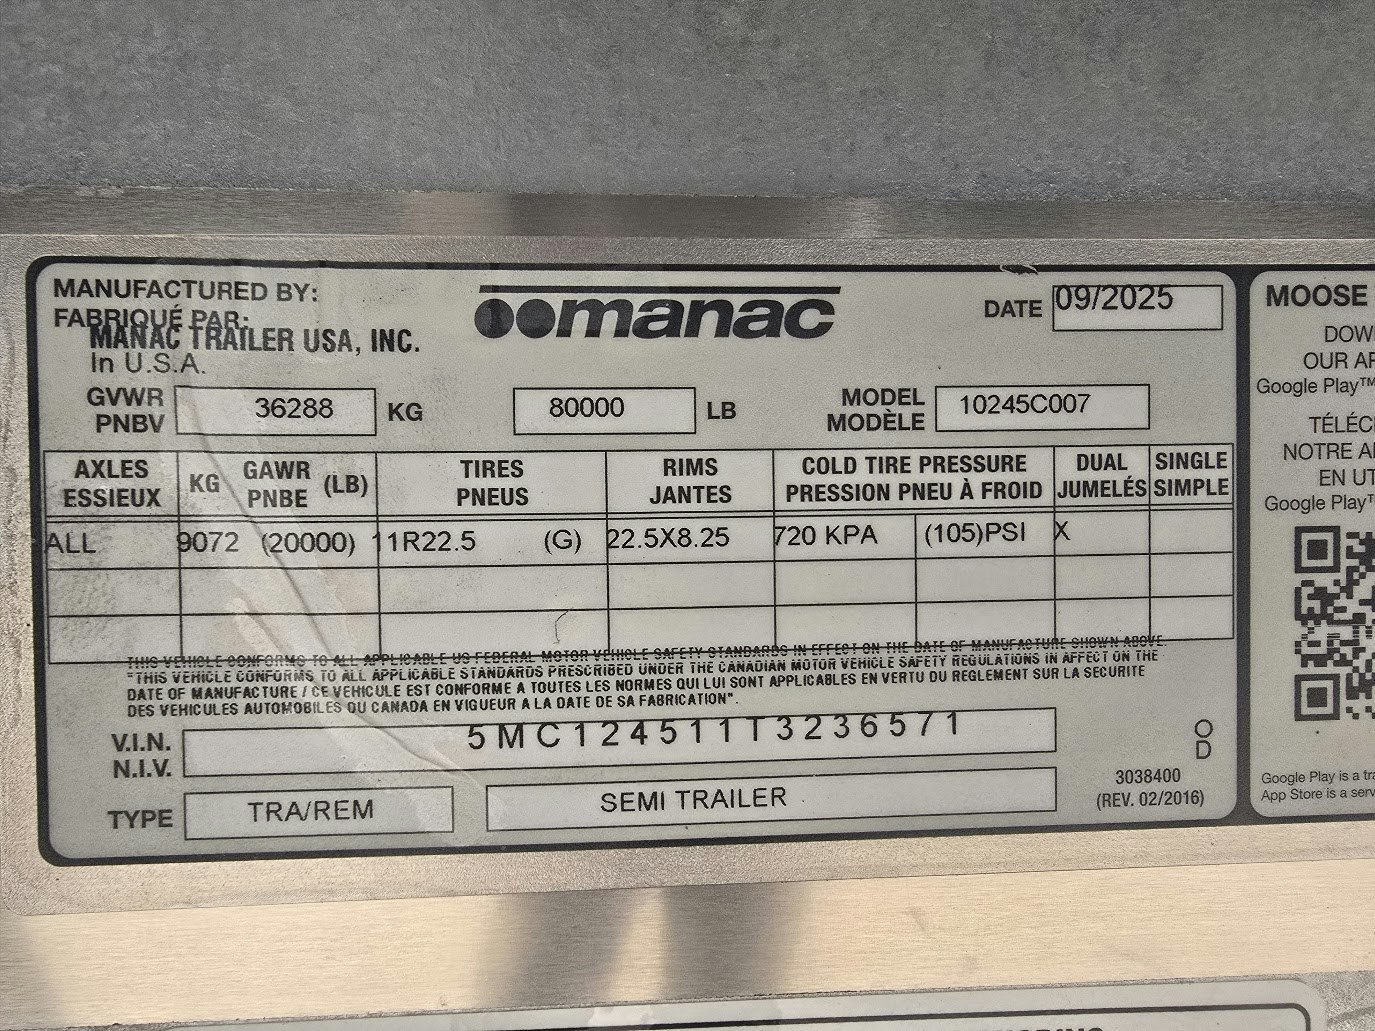 MANUFACTURED BY:
FABRIQUÉ PAR:
MANAC TRAILER USA, INC.
In U.S.A.
manac
DATE 09/2025
GVWR
PNBV
36288 KG
80000 LB
MODEL
MODÈLE
10245C007
AXLES
ESSIEUX
KG GAWR
PNBE (LB)
TIRES
PNEUS
RIMS
JANTES
COLD TIRE PRESSURE
PRESSION PNEU À FROID
DUAL
JUMELÉS
SINGLE
SIMPLE
ALL 9072 (20000) 11R22.5 (G) 22.5X8.25 720 KPA (105)PSI X
THIS VEHICLE CONFORMS TO ALL APPLICABLE US FEDERAL MOTOR VEHICLE SAFETY STANDARDS IN EFFECT ON THE DATE OF MANUFACTURE SHOWN ABOVE.
"THIS VEHICLE CONFORMS TO ALL APPLICABLE STANDARDS PRESCRIBED UNDER THE CANADIAN MOTOR VEHICLE SAFETY REGULATIONS IN AFFECT ON THE
DATE OF MANUFACTURE / CE VEHICULE EST CONFORME A TOUTES LES NORMES QUI LUI SONT APPLICABLES EN VERTU DU REGLEMENT SUR LA SECURITE
DES VEHICULES AUTOMOBILES OU CANADA EN VIGUEUR A LA DATE DE SA FABRICATION".
V.I.N.
N.I.V.
5MC124511T3236571
O
D
TYPE TRA/REM SEMI TRAILER
3038400
(REV. 02/2016)
MOOSE
OUR
Google Play™
NOTRE
EN
Google Play
Google Play is a
App Store is a